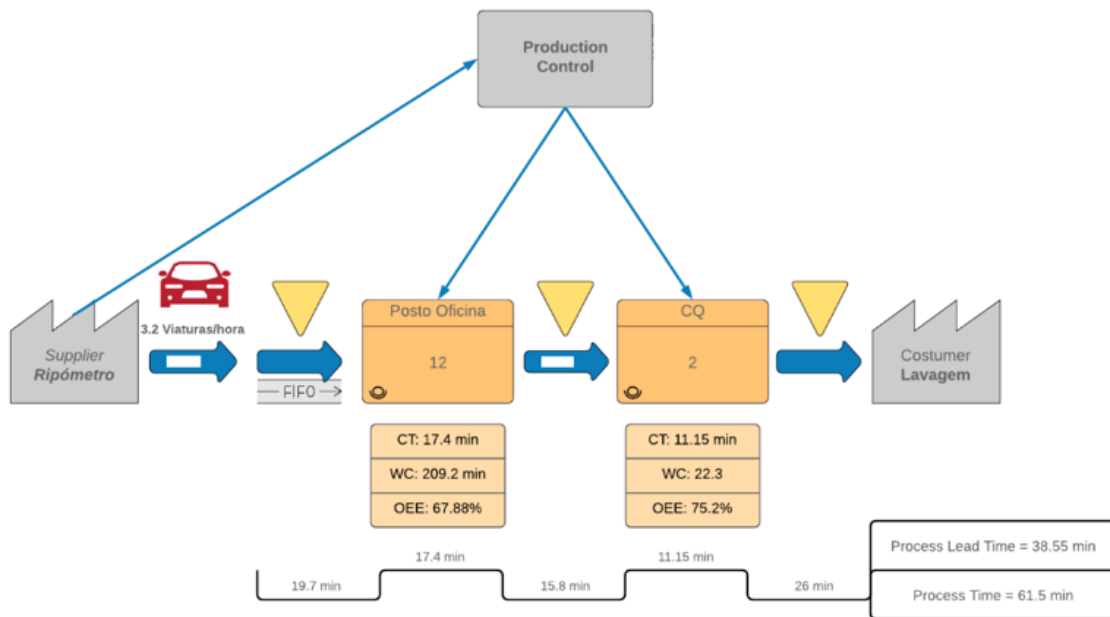 Production
Control
3.2 Viaturas/hora
Supplier
Ripómetro
FIFO
Posto Oficina
12
CQ
2
Costumer
Lavagem
CT: 17.4 min
WC: 209.2 min
OEE: 67.88%
CT: 11.15 min
WC: 22.3
OEE: 75.2%
19.7 min
17.4 min
15.8 min
11.15 min
26 min
Process Lead Time = 38.55 min
Process Time = 61.5 min